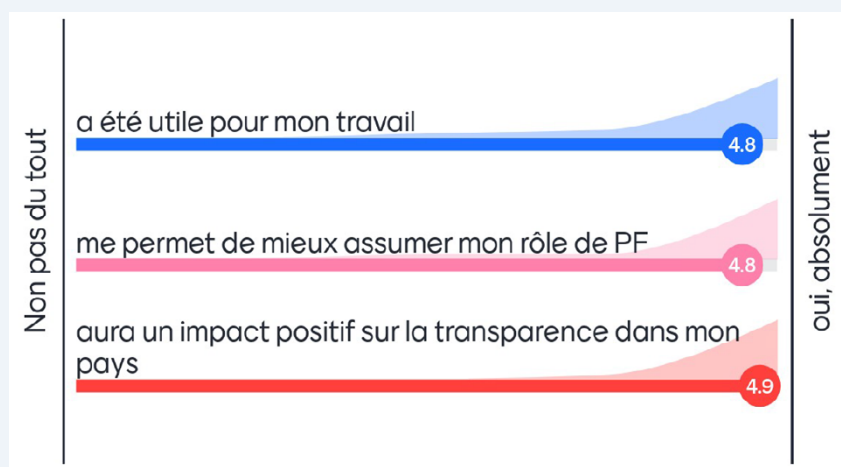 Non pas du tout
a été utile pour mon travail
4.8
me permet de mieux assumer mon rôle de PF
4.8
aura un impact positif sur la transparence dans mon
pays
4.9
oui, absolument